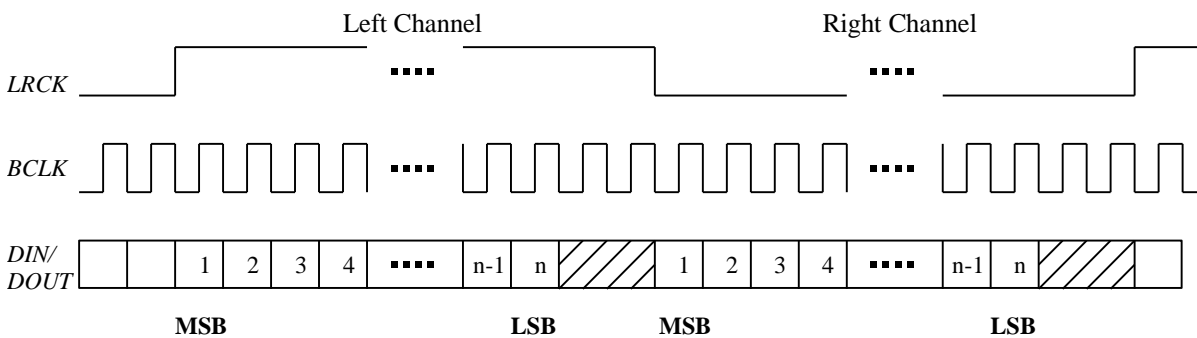 Left Channel Right Channel
LRCK
BCLK
DIN/
DOUT
1 2 3 4 n-1 n 1 2 3 4 n-1 n
MSB LSB MSB LSB